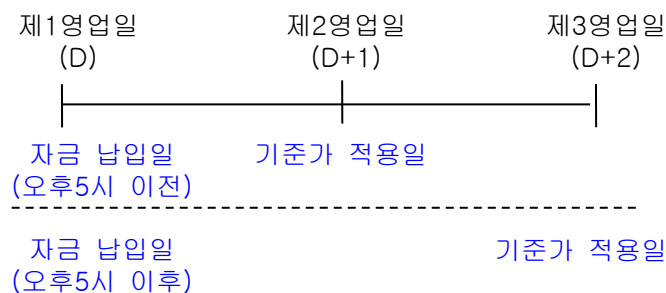 제1영업일 제2영업일 제3영업일
(D) (D+1) (D+2)
자금 납입일 기준가 적용일
(오후5시 이전)
자금 납입일 기준가 적용일
(오후5시 이후)